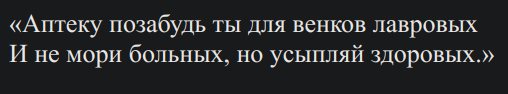 «Аптеку позабудь ты для венков лавровых
И не мори больных, но усыпляй здоровых.»